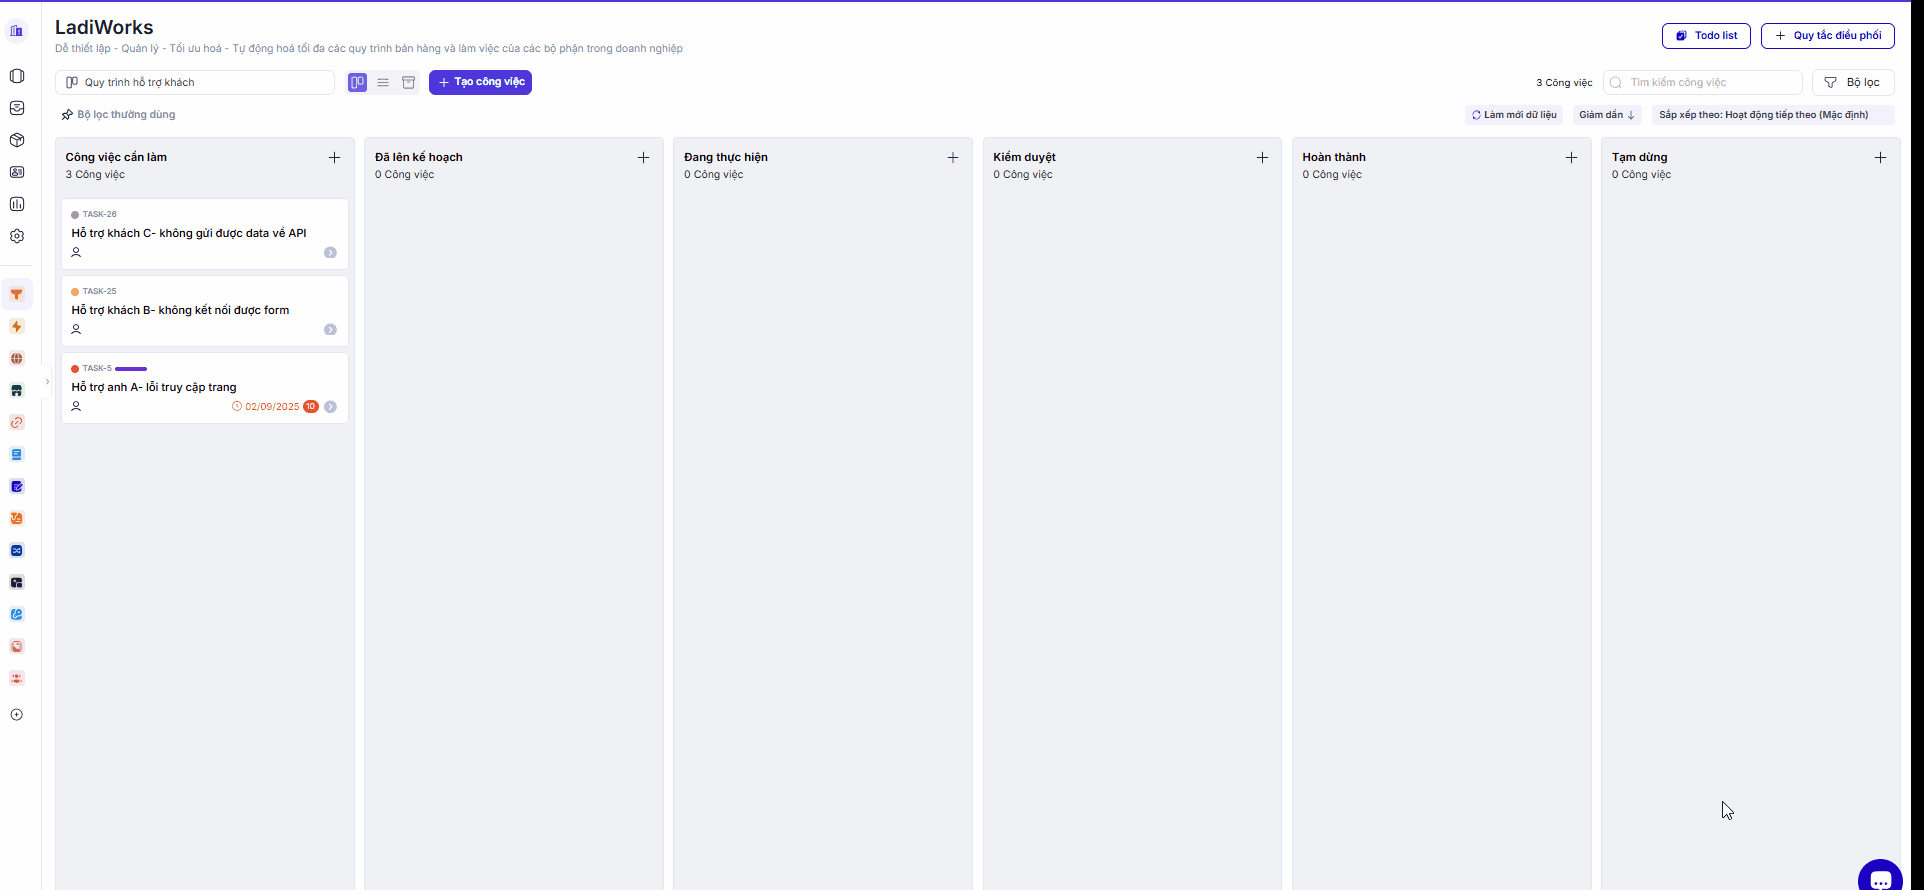 LadiWorks
Dễ thiết lập - Quản lý - Tối ưu hoá - Tự động hoá tối đa các quy trình bán hàng và làm việc của các bộ phận trong doanh nghiệp
Todo list
Quy tắc điều phối
Quy trình hỗ trợ khách
Tạo công việc
3 Công việc
Tìm kiếm công việc
Bộ lọc
Bộ lọc thường dùng
Làm mới dữ liệu
Giảm dần
Sắp xếp theo: Hoạt động tiếp theo (Mặc định)
Công việc cần làm
3 Công việc
TASK-26
Hỗ trợ khách C- không gửi được data về API
TASK-25
Hỗ trợ khách B- không kết nối được form
TASK-5
Hỗ trợ anh A- lỗi truy cập trang
02/09/2025 10
Đã lên kế hoạch
0 Công việc
Đang thực hiện
0 Công việc
Kiểm duyệt
0 Công việc
Hoàn thành
0 Công việc
Tạm dừng
0 Công việc